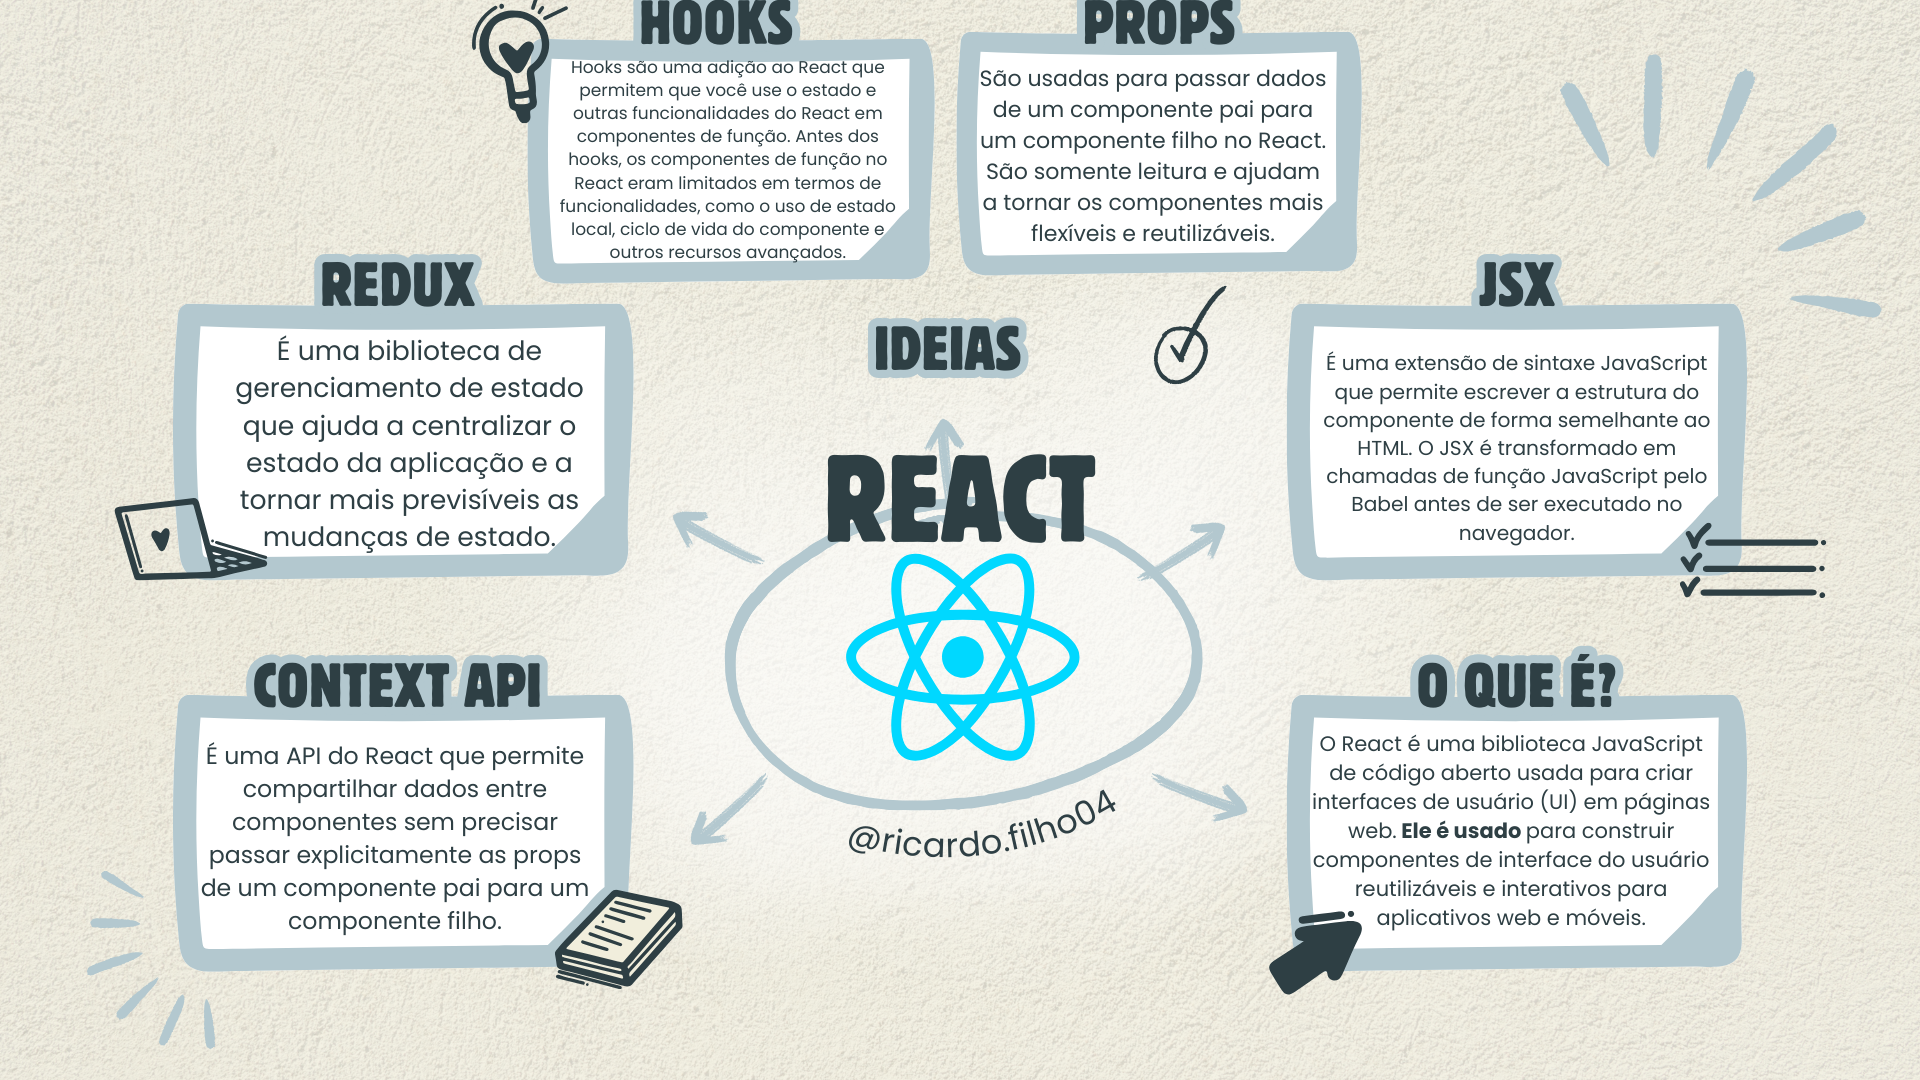 HOOKS
Hooks são uma adição ao React que
permitem que você use o estado e
outras funcionalidades do React em
componentes de função. Antes dos
hooks, os componentes de função no
React eram limitados em termos de
funcionalidades, como o uso de estado
local, ciclo de vida do componente e
outros recursos avançados.
PROPS
São usadas para passar dados
de um componente pai para
um componente filho no React.
São somente leitura e ajudam
a tornar os componentes mais
flexíveis e reutilizáveis.
REDUX
É uma biblioteca de
gerenciamento de estado
que ajuda a centralizar o
estado da aplicação e a
tornar mais previsíveis as
mudanças de estado.
IDEIAS
JSX
É uma extensão de sintaxe JavaScript
que permite escrever a estrutura do
componente de forma semelhante ao
HTML. O JSX é transformado em
chamadas de função JavaScript pelo
Babel antes de ser executado no
navegador.
REACT
@ricardo.filho04
CONTEXT API
É uma API do React que permite
compartilhar dados entre
componentes sem precisar
passar explicitamente as props
de um componente pai para um
componente filho.
O QUE É?
O React é uma biblioteca JavaScript
de código aberto usada para criar
interfaces de usuário (UI) em páginas
web. Ele é usado para construir
componentes de interface do usuário
reutilizáveis e interativos para
aplicativos web e móveis.